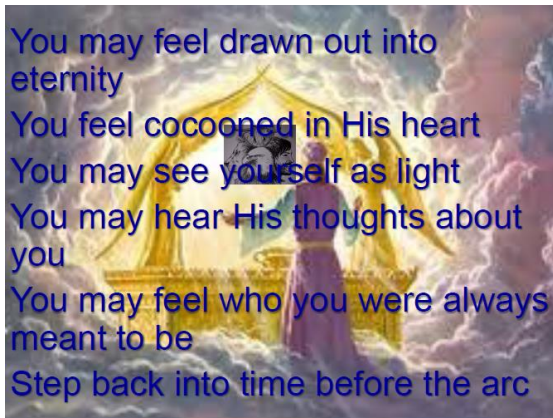 You may feel drawn out into
eternity
You feel cocooned in His heart
You may see yourself as light
You may hear His thoughts about
you
You may feel who you were always
meant to be
Step back into time before the arc